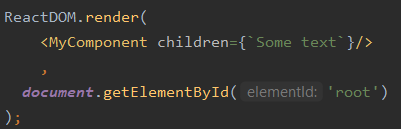 ReactDOM.render(
<MyComponent children={`Some text`}/>
,
document.getElementById( elementId: 'root')
);